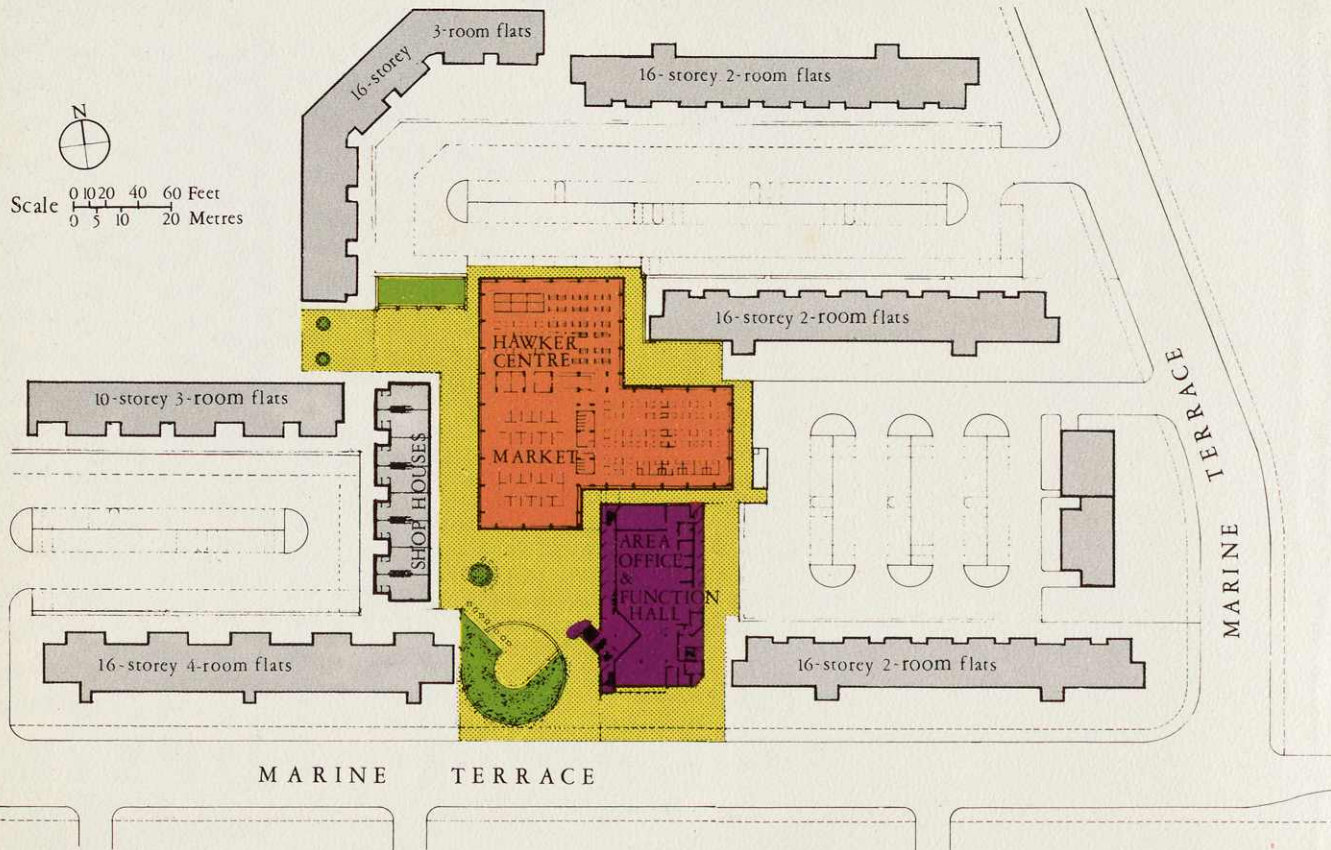 3-room flats
16-storey
16-storey 2-room flats
N
Scale
0 10 20 40 60 Feet
0 5 10 20 Metres
16-storey 2-room flats
HAWKER
CENTRE
MARKET
10-storey 3-room flats
SHOP HOUSES
AREA
OFFICE
&
FUNCTION
HALL
MARINE TERRACE
16-storey 4-room flats
16-storey 2-room flats
MARINE TERRACE